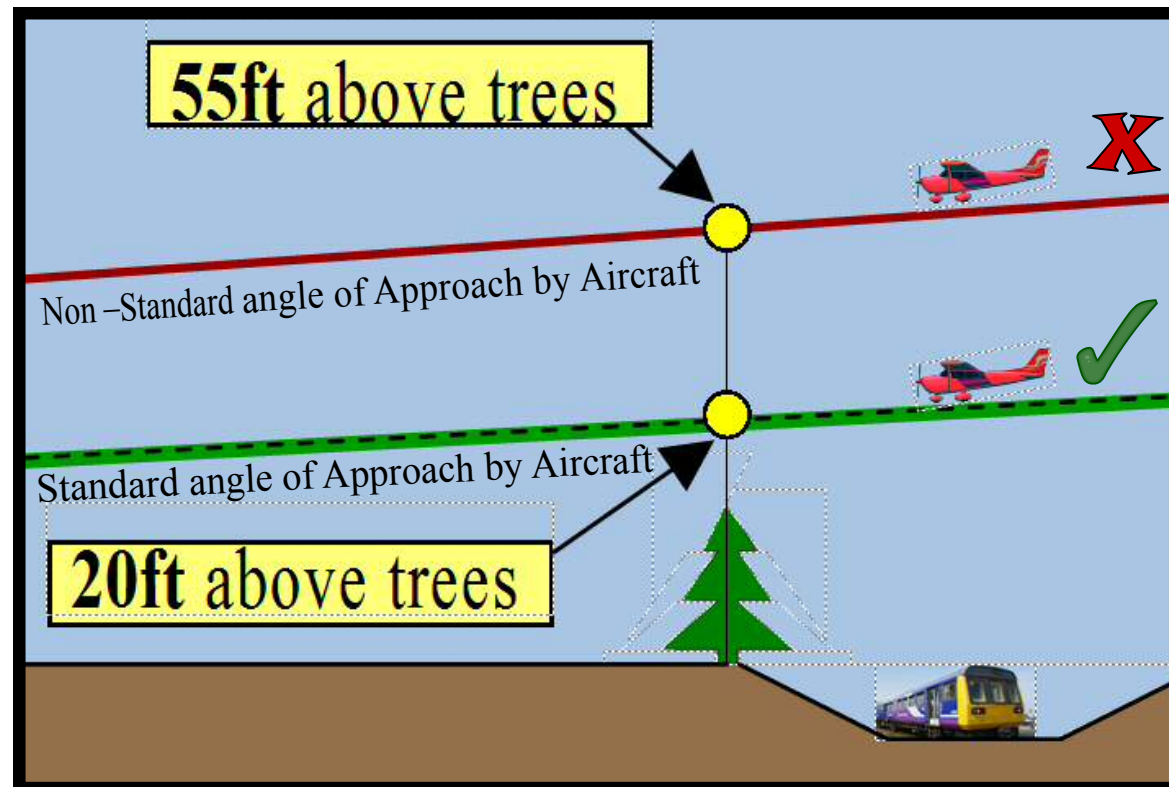 55ft above trees
X
Non –Standard angle of Approach by Aircraft
Standard angle of Approach by Aircraft
20ft above trees